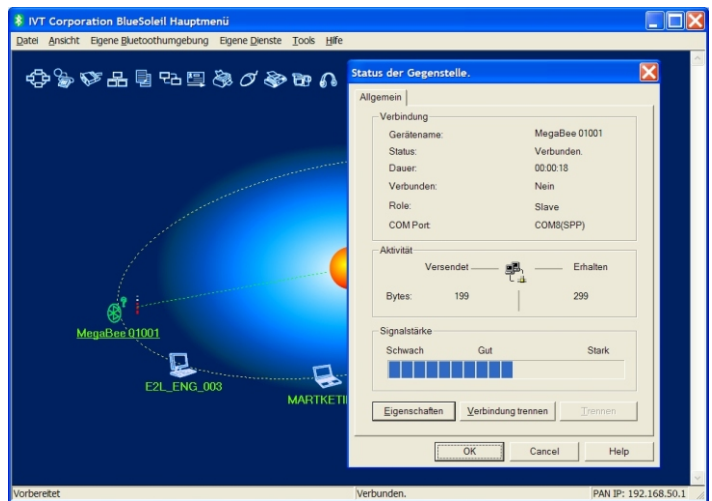 IVT Corporation BlueSoleil Hauptmenü
Datei Ansicht Eigene Bluetoothumgebung Eigene Dienste Tools Hilfe
MegaBee 01001
E2L_ENG_003
MARTKETI
Status der Gegenstelle.
Allgemein
Verbindung
Gerätename: MegaBee 01001
Status: Verbunden.
Dauer: 00:00:18
Verbunden: Nein
Role: Slave
COM Port: COM8(SPP)
Aktivität
Versendet Erhalten
Bytes: 199 299
Signalstärke
Schwach Gut Stark
Eigenschaften Verbindung trennen Trennen
OK Cancel Help
Vorbereitet Verbunden. PAN IP: 192.168.50.1